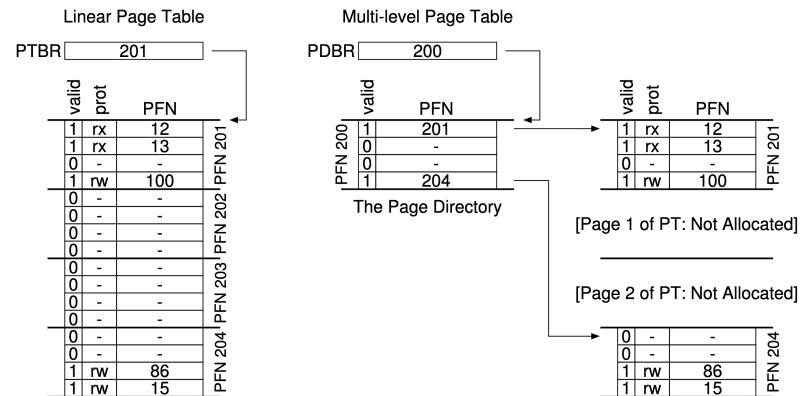 Linear Page Table
PTBR 201
valid prot PFN
1 rx 12
1 rx 13
0 - -
1 rw 100
PFN 201
0 - -
0 - -
0 - -
0 - -
PFN 202
0 - -
0 - -
0 - -
0 - -
PFN 203
0 - -
0 - -
1 rw 86
1 rw 15
PFN 204
Multi-level Page Table
PDBR 200
valid PFN
PFN 200
1 201
0 -
0 -
1 204
The Page Directory
valid prot PFN
1 rx 12
1 rx 13
0 - -
1 rw 100
PFN 201
[Page 1 of PT: Not Allocated]
[Page 2 of PT: Not Allocated]
0 - -
0 - -
1 rw 86
1 rw 15
PFN 204